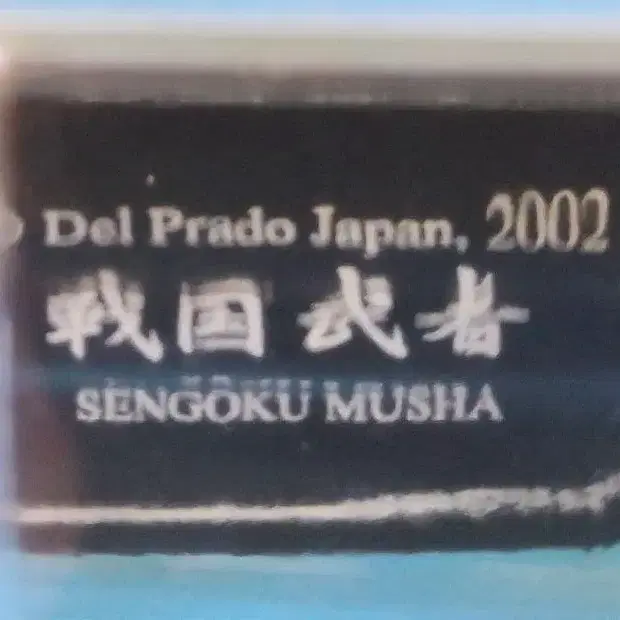 Del Prado Japan, 2002
戦国武者
SENGOKU MUSHA